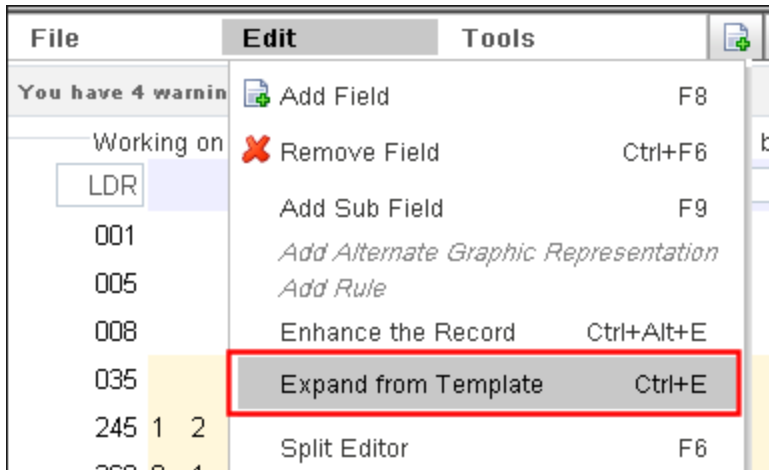 File Edit Tools
You have 4 warnin
Add Field F8
Working on
Remove Field Ctrl+F6
LDR
Add Sub Field F9
001
Add Alternate Graphic Representation
005
Add Rule
008
Enhance the Record Ctrl+Alt+E
035
Expand from Template Ctrl+E
245 1 2
Split Editor F6